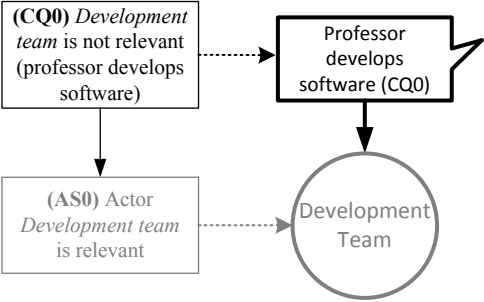 (CQ0) Development
team is not relevant
(professor develops
software)
Professor
develops
software (CQ0)
(AS0) Actor
Development team
is relevant
Development
Team